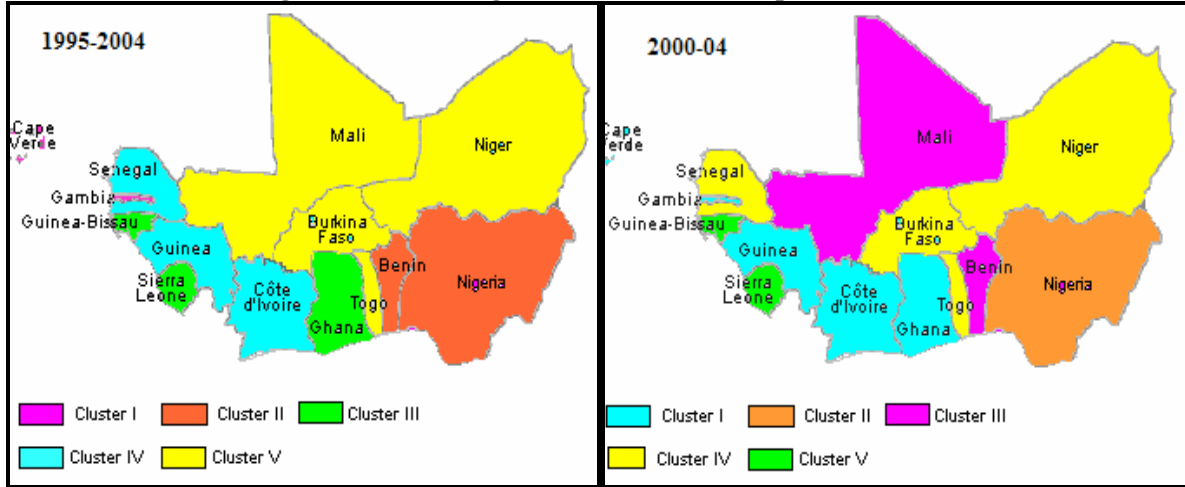 1995-2004
Cape
Verde
Mali
Niger
Senegal
Gambia
Guinea-Bissau
Burkina
Faso
Guinea
Benin
Nigeria
Sierra
Leone
Côte
d'Ivoire
Togo
Ghana
Cluster I
Cluster II
Cluster III
Cluster IV
Cluster V
2000-04
Cape
Verde
Mali
Niger
Senegal
Gambia
Guinea-Bissau
Burkina
Faso
Guinea
Benin
Nigeria
Sierra
Leone
Côte
d'Ivoire
Togo
Ghana
Cluster I
Cluster II
Cluster III
Cluster IV
Cluster V